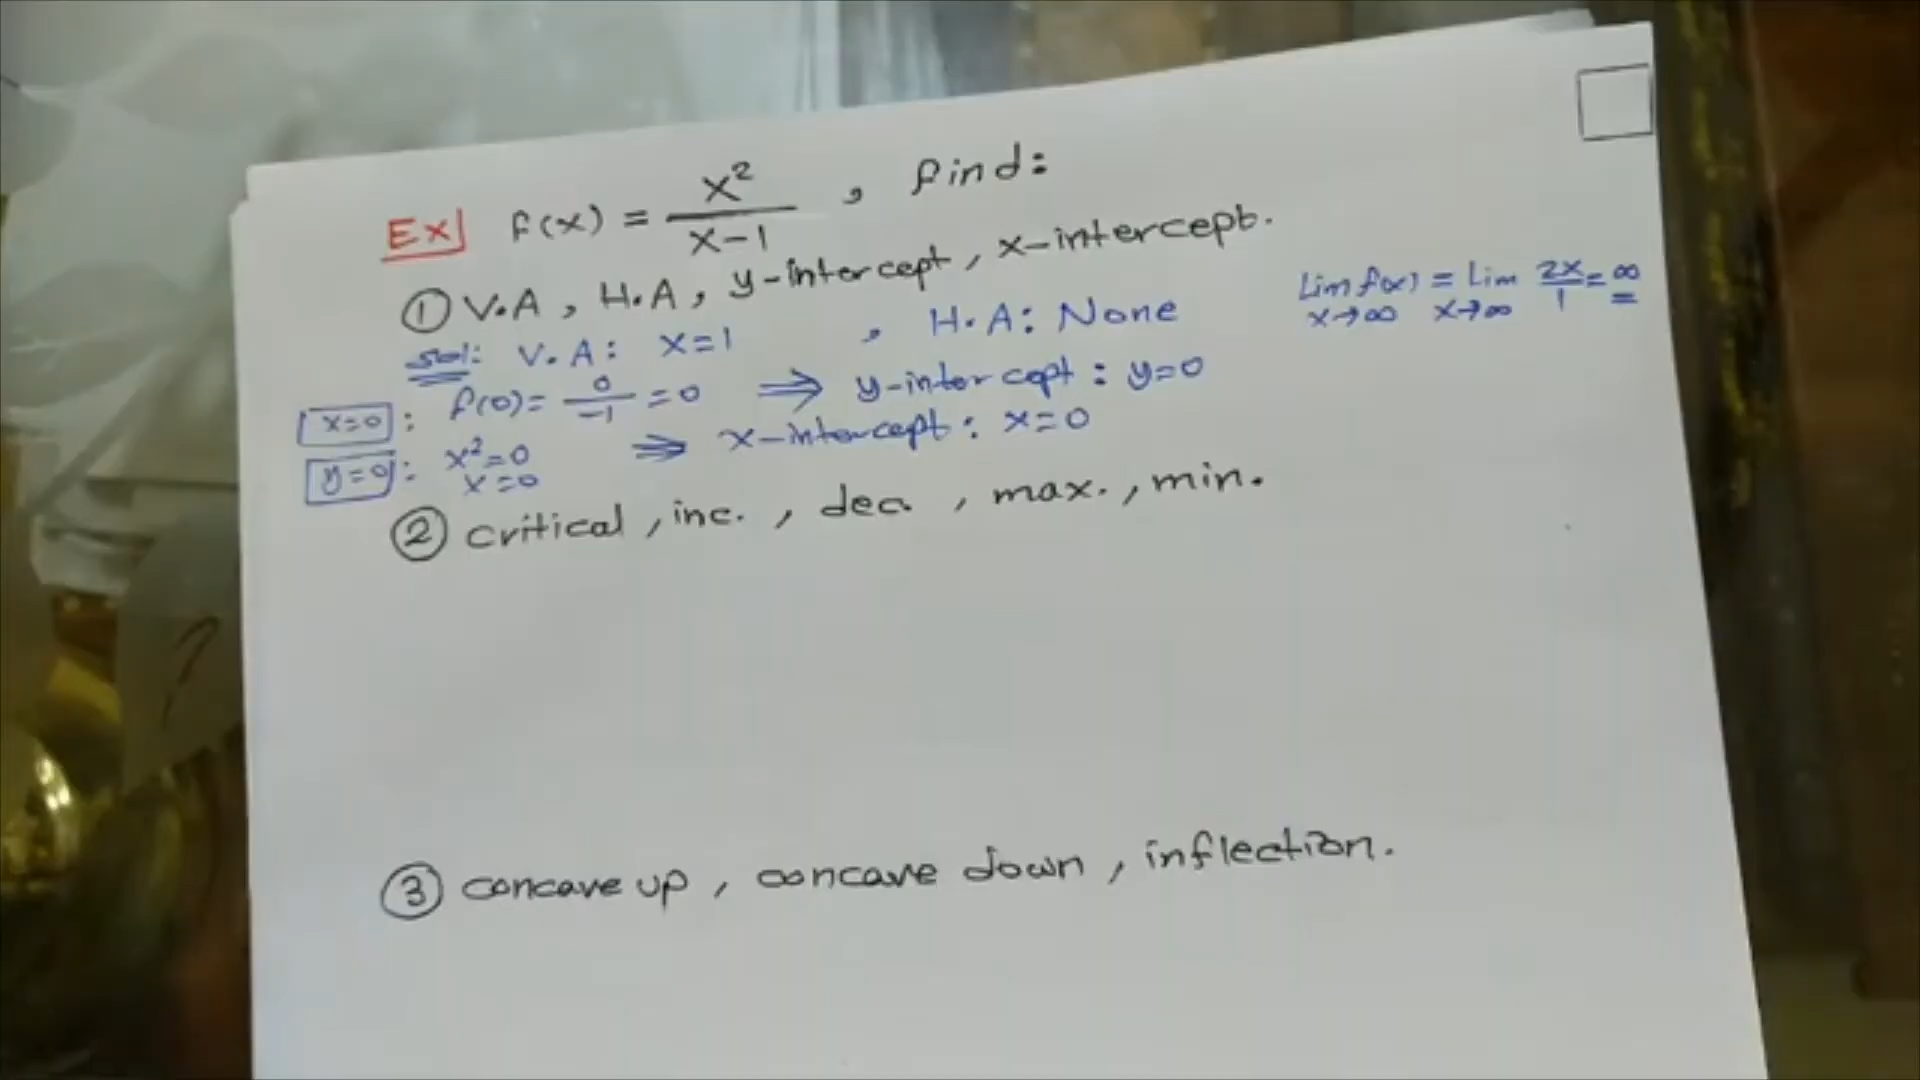 Ex] f(x) = x²/(x-1) , find:
① V.A , H.A , y-intercept , x-intercept.
Sol: V.A: x=1 , H.A: None
Lim f(x) = Lim 2x/1 = ∞
x→∞ x→∞
x=0 : f(0) = 0/-1 = 0 ⇒ y-intercept : y=0
y=0 : x²=0 ⇒ x-intercept : x=0
x=0
② critical , inc. , dec. , max. , min.
③ concave up , concave down , inflection.